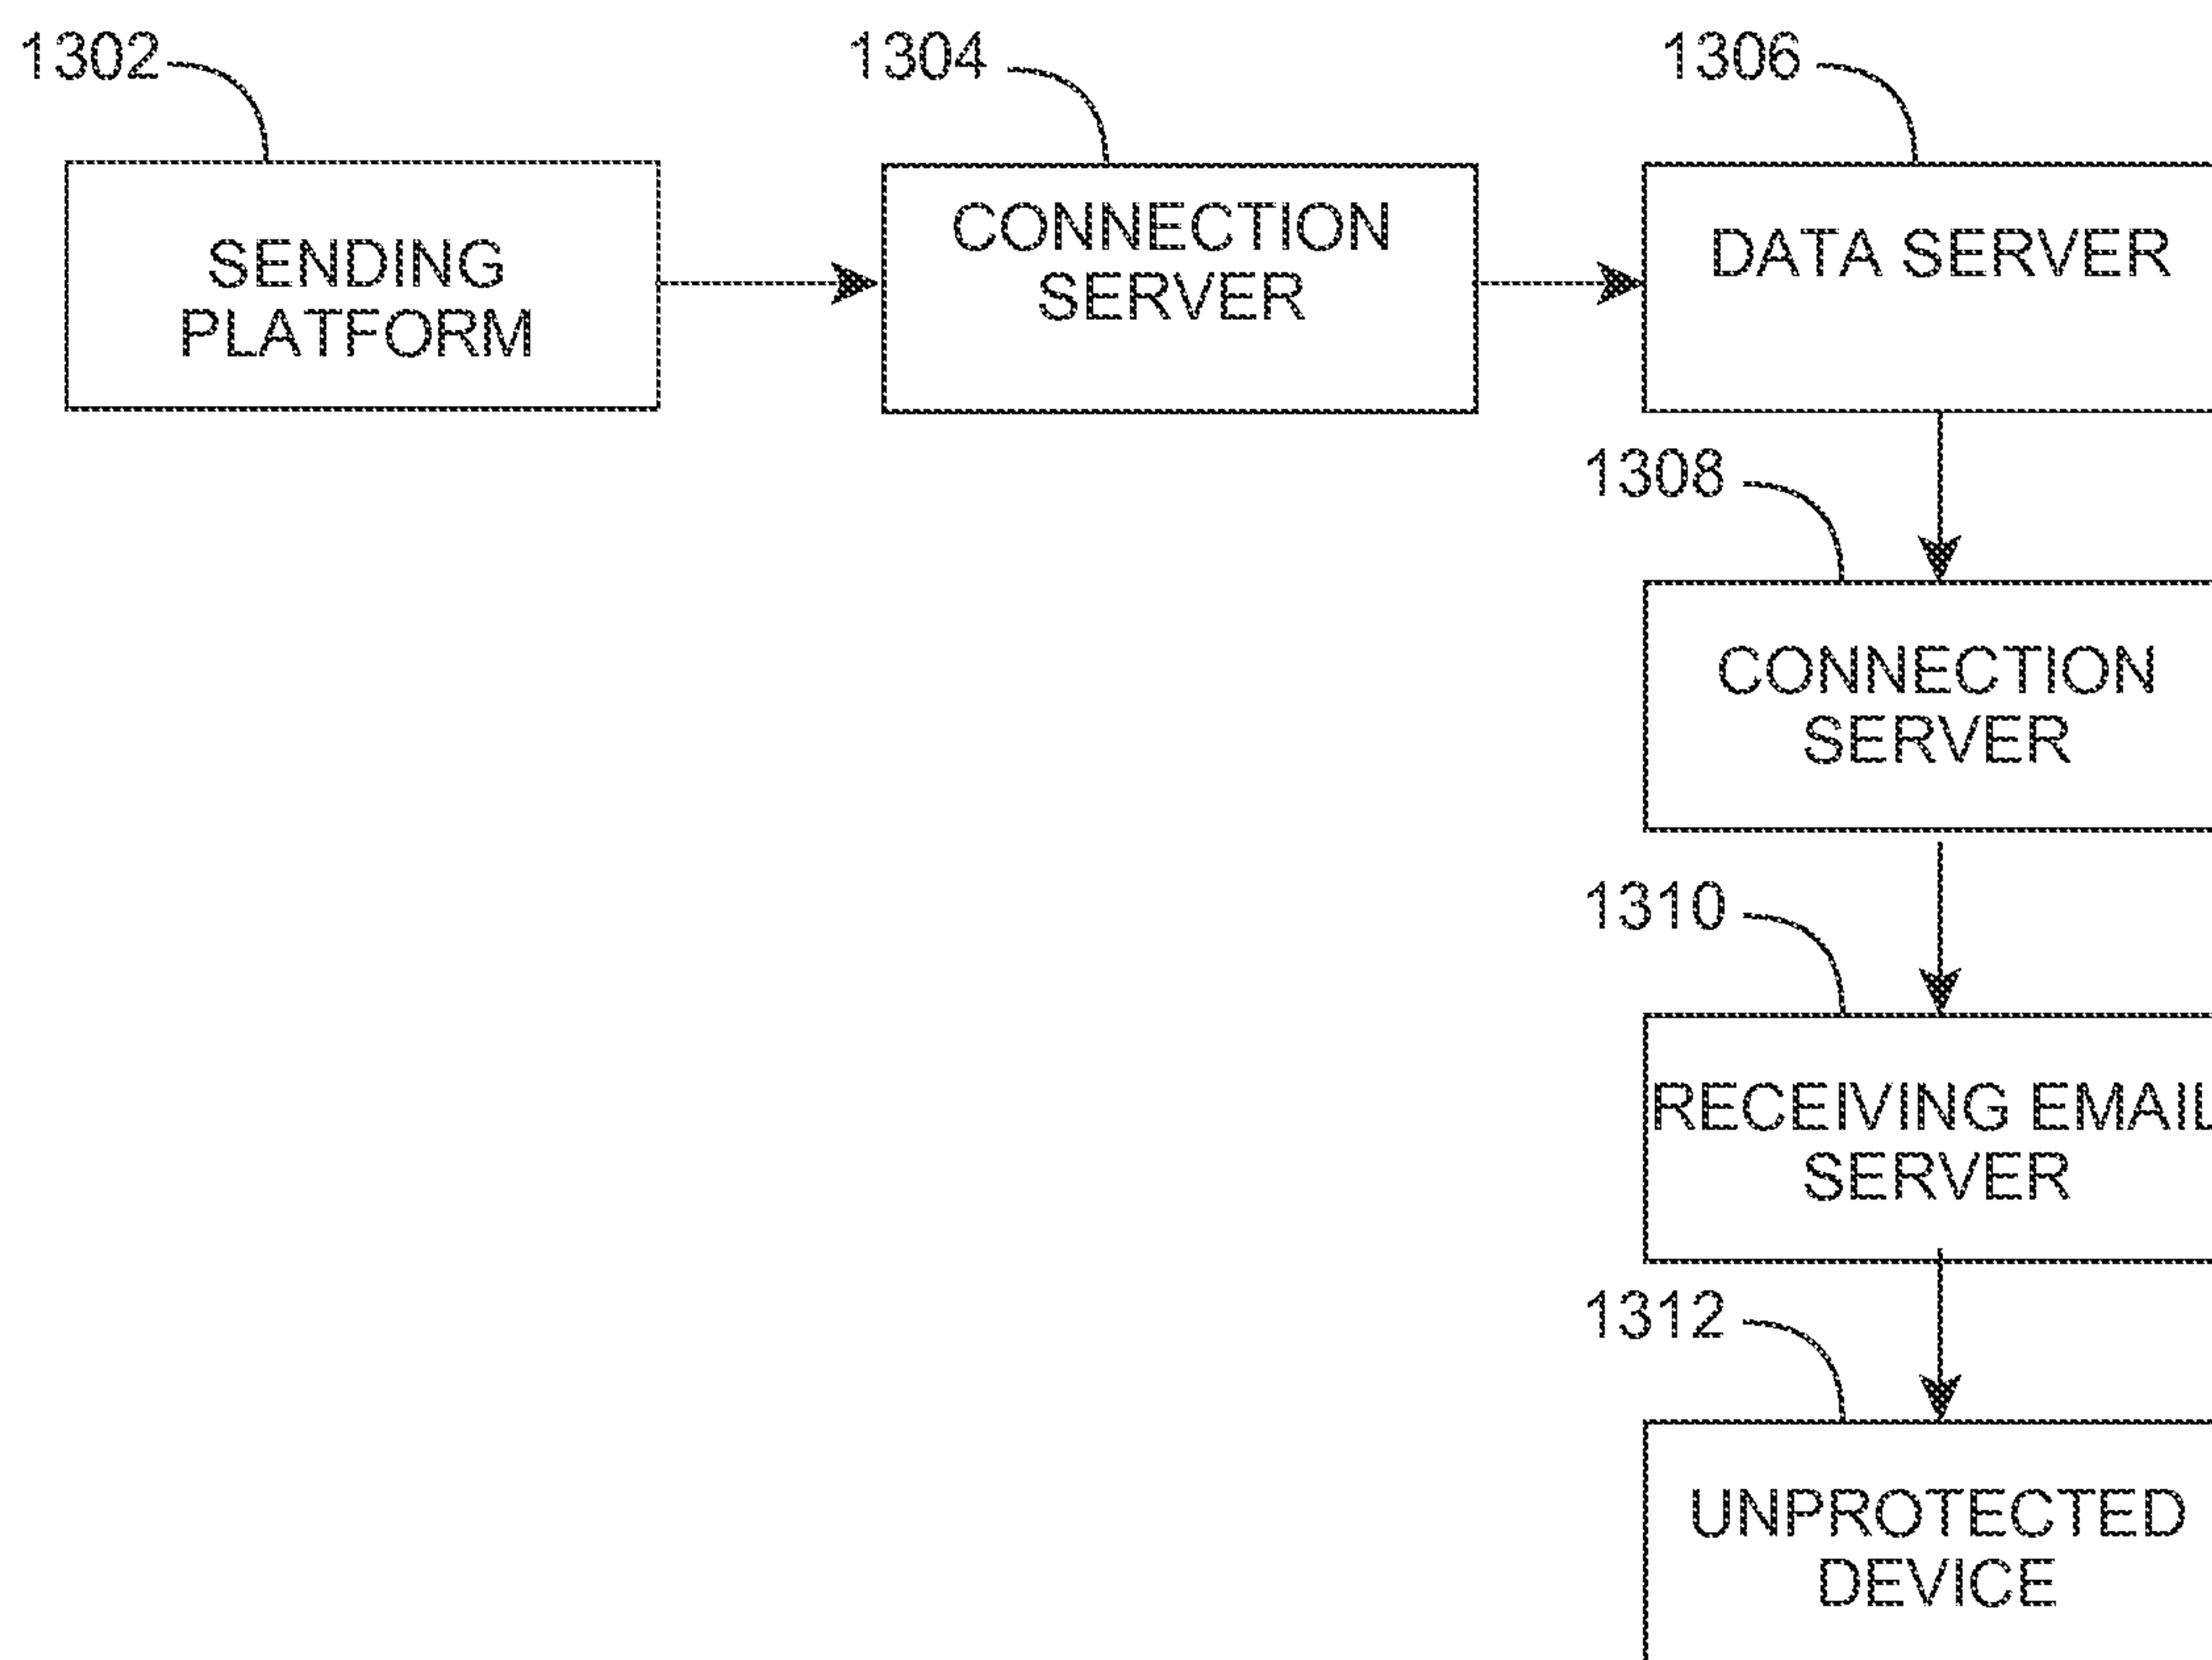 1302
1304
1306
SENDING
PLATFORM
CONNECTION
SERVER
DATA SERVER
1308
CONNECTION
SERVER
1310
RECEIVING EMAIL
SERVER
1312
UNPROTECTED
DEVICE